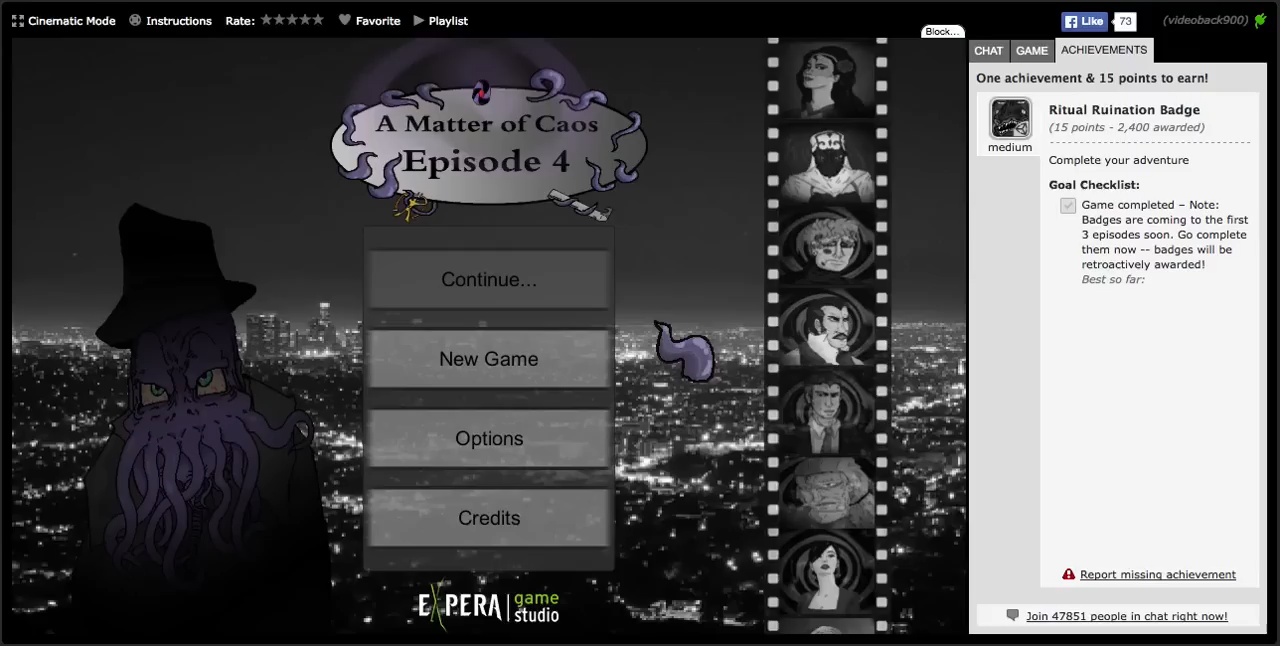 Cinematic Mode Instructions Rate: Favorite Playlist Like 73 (videoback900)
Block...
CHAT GAME ACHIEVEMENTS
One achievement & 15 points to earn!
Ritual Ruination Badge
(15 points - 2,400 awarded)
medium
Complete your adventure
Goal Checklist:
Game completed – Note:
Badges are coming to the first
3 episodes soon. Go complete
them now -- badges will be
retroactively awarded!
Best so far:
A Matter of Caos
Episode 4
Continue...
New Game
Options
Credits
EXPERA game
studio
Report missing achievement
Join 47851 people in chat right now!